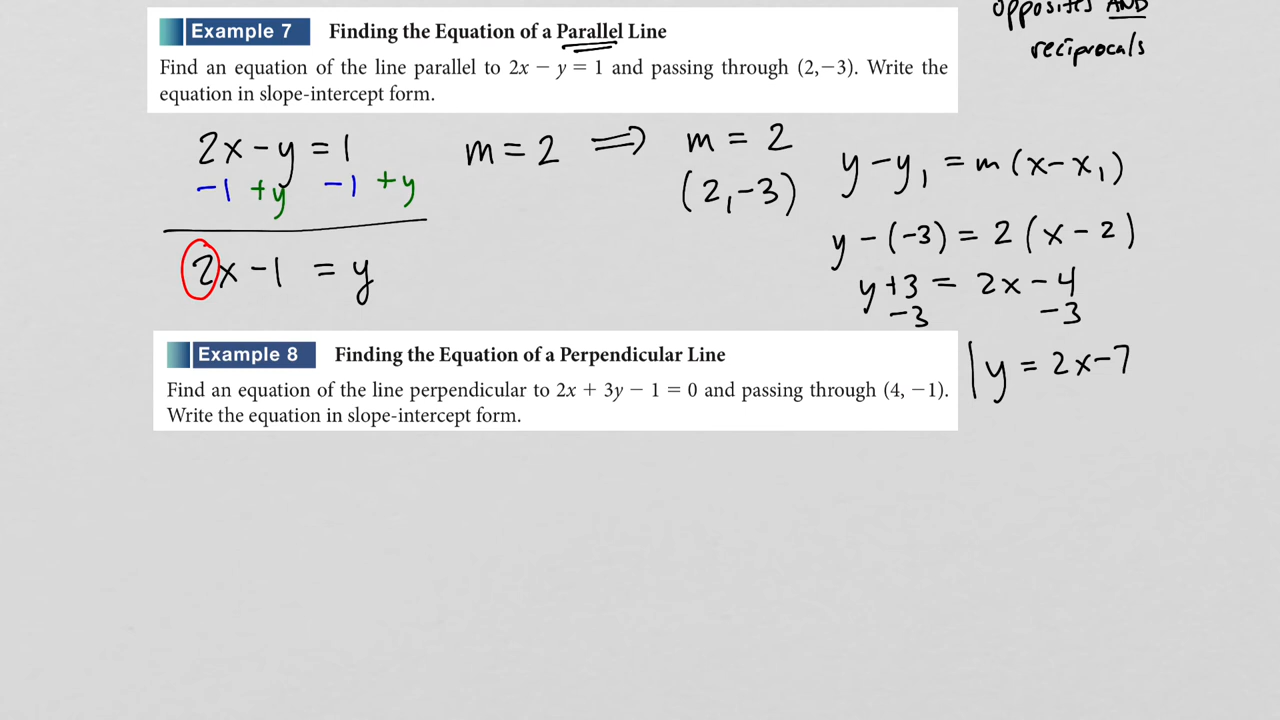 opposites AND
reciprocals
Example 7 Finding the Equation of a Parallel Line
Find an equation of the line parallel to 2x − y = 1 and passing through (2,−3). Write the
equation in slope-intercept form.
2x − y = 1
−1 +y −1 +y
2x − 1 = y
m = 2 ⟹ m = 2
(2, −3)
y − y₁ = m (x − x₁)
y − (−3) = 2 (x − 2)
y + 3 = 2x − 4
−3 −3
y = 2x − 7
Example 8 Finding the Equation of a Perpendicular Line
Find an equation of the line perpendicular to 2x + 3y − 1 = 0 and passing through (4, −1).
Write the equation in slope-intercept form.